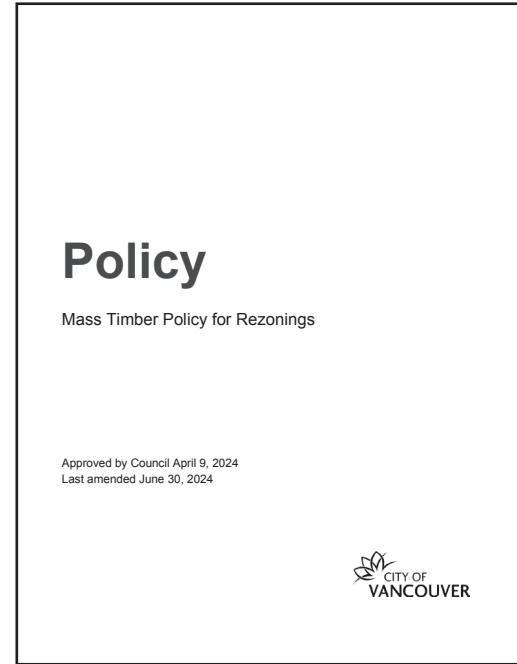 Policy
Mass Timber Policy for Rezonings
Approved by Council April 9, 2024
Last amended June 30, 2024
CITY OF
VANCOUVER